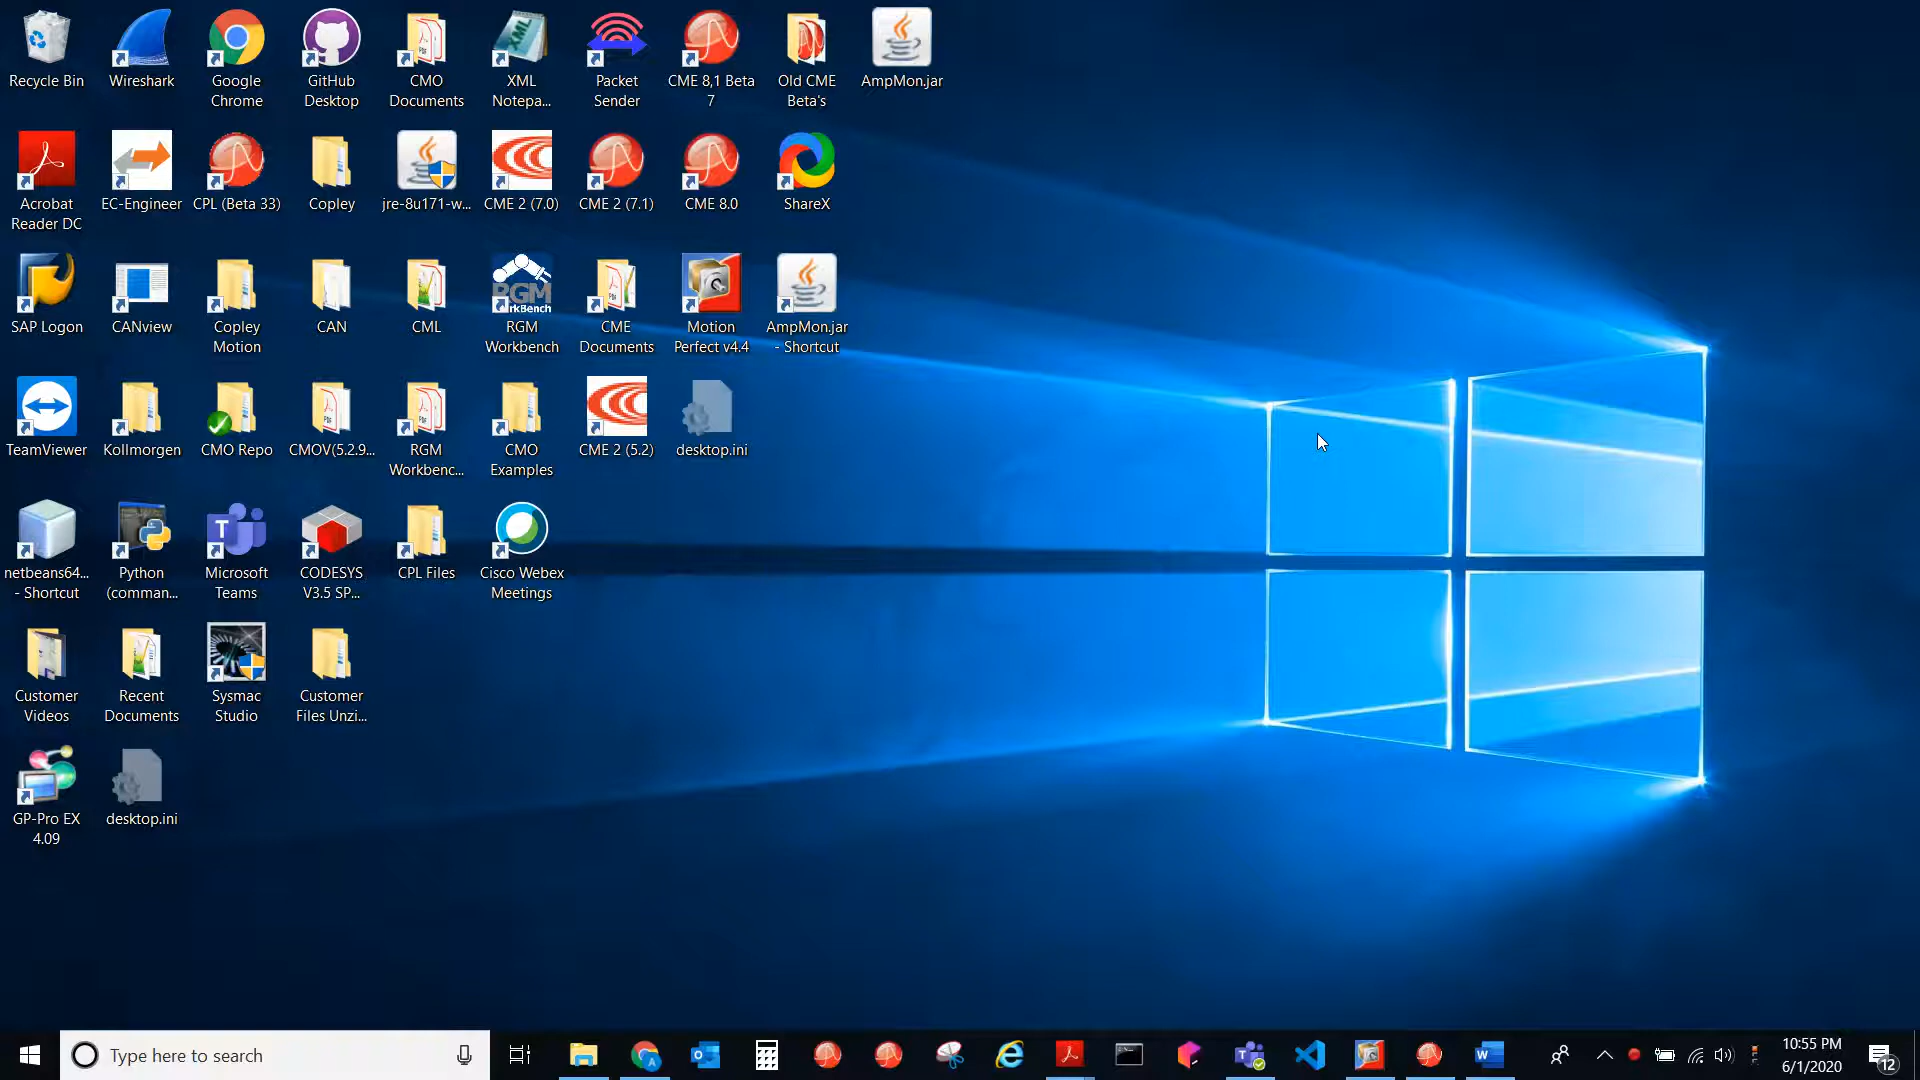 Recycle Bin
Wireshark
Google
Chrome
GitHub
Desktop
CMO
Documents
XML
Notepa...
Packet
Sender
CME 8,1 Beta
7
Old CME
Beta's
AmpMon.jar
Acrobat
Reader DC
EC-Engineer
CPL (Beta 33)
Copley
jre-8u171-w...
CME 2 (7.0)
CME 2 (7.1)
CME 8.0
ShareX
SAP Logon
CANview
Copley
Motion
CAN
CML
RGM
Workbench
CME
Documents
Motion
Perfect v4.4
AmpMon.jar
- Shortcut
TeamViewer
Kollmorgen
CMO Repo
CMOV(5.2.9...
RGM
Workbenc...
CMO
Examples
CME 2 (5.2)
desktop.ini
netbeans64...
- Shortcut
Python
(comman...
Microsoft
Teams
CODESYS
V3.5 SP...
CPL Files
Cisco Webex
Meetings
Customer
Videos
Recent
Documents
Sysmac
Studio
Customer
Files Unzi...
GP-Pro EX
4.09
desktop.ini
Type here to search
10:55 PM
6/1/2020
12